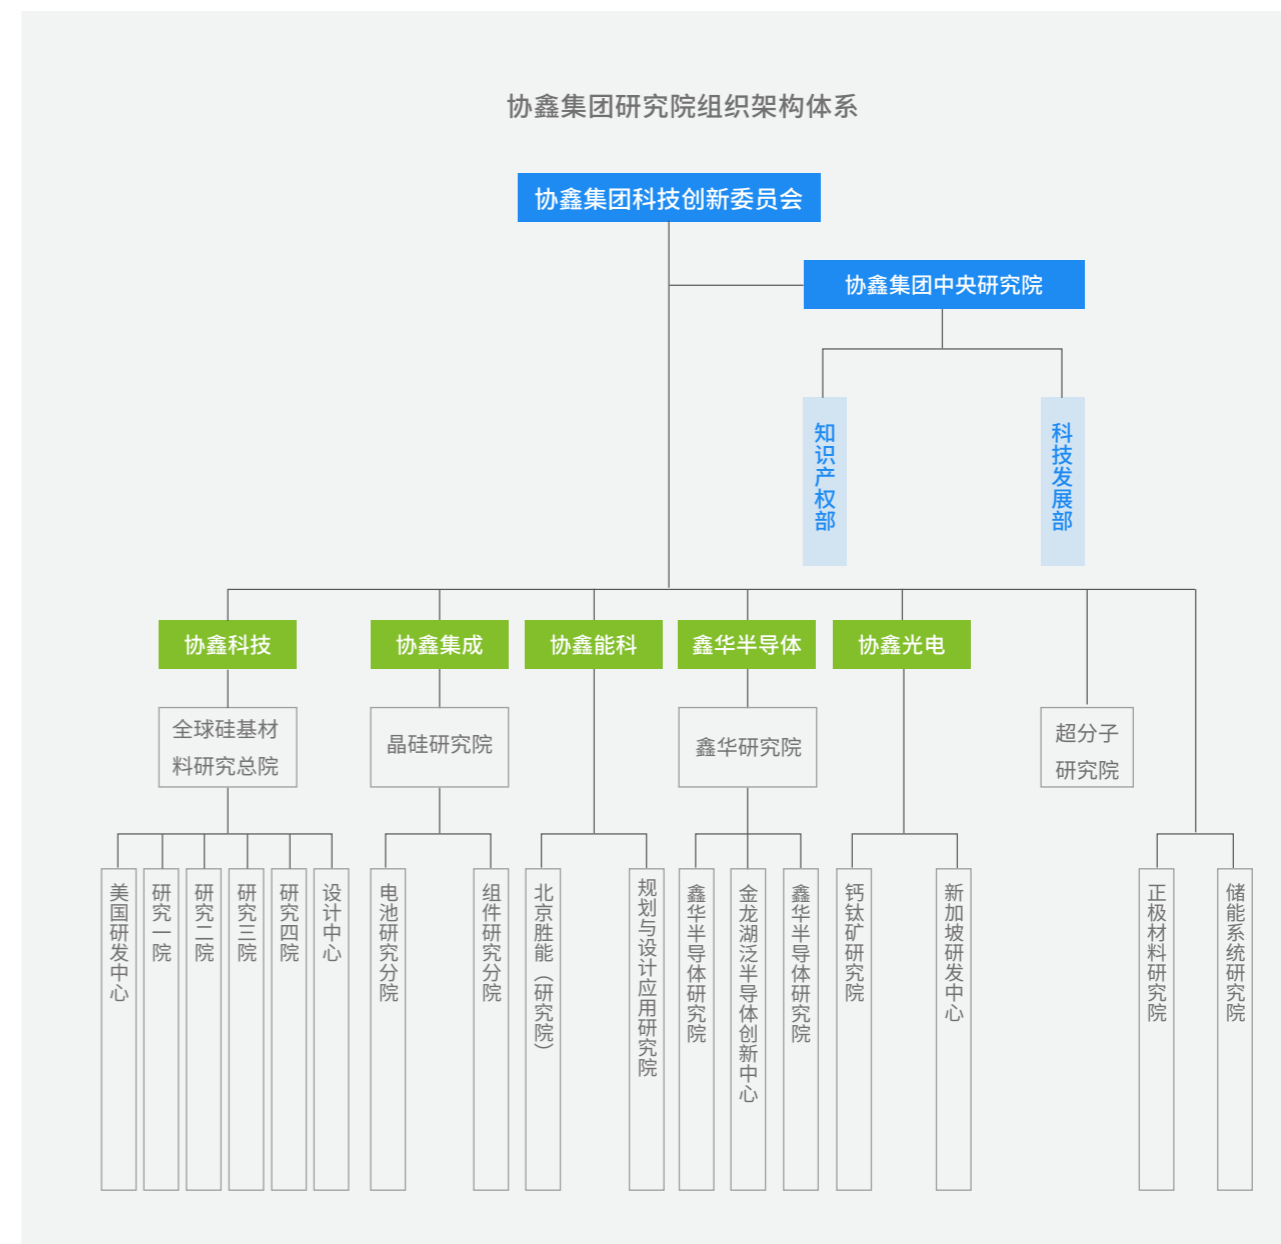 协鑫集团研究院组织架构体系
协鑫集团科技创新委员会
协鑫集团中央研究院
知识产权部
科技发展部
协鑫科技
协鑫集成
协鑫能科
鑫华半导体
协鑫光电
全球硅基材
料研究总院
晶硅研究院
鑫华研究院
超分子
研究院
美国研发中心
研究一院
研究二院
研究三院
研究四院
设计中心
电池研究分院
组件研究分院
北京胜能（研究院）
规划与设计应用研究院
鑫华半导体研究院
金龙湖泛半导体创新中心
鑫华半导体研究院
钙钛矿研究院
新加坡研发中心
正极材料研究院
储能系统研究院